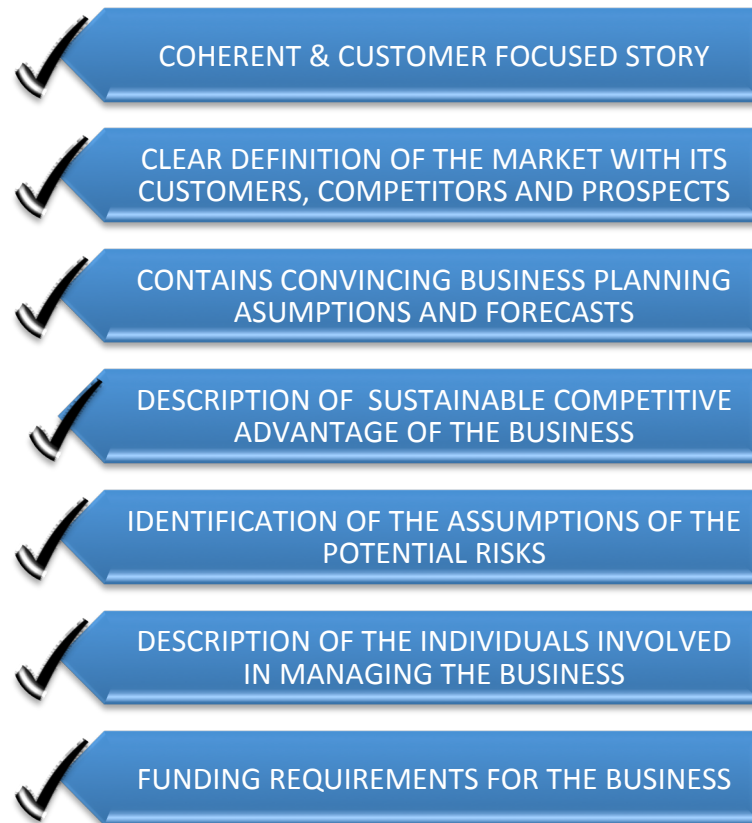 COHERENT & CUSTOMER FOCUSED STORY
CLEAR DEFINITION OF THE MARKET WITH ITS
CUSTOMERS, COMPETITORS AND PROSPECTS
CONTAINS CONVINCING BUSINESS PLANNING
ASUMPTIONS AND FORECASTS
DESCRIPTION OF SUSTAINABLE COMPETITIVE
ADVANTAGE OF THE BUSINESS
IDENTIFICATION OF THE ASSUMPTIONS OF THE
POTENTIAL RISKS
DESCRIPTION OF THE INDIVIDUALS INVOLVED
IN MANAGING THE BUSINESS
FUNDING REQUIREMENTS FOR THE BUSINESS